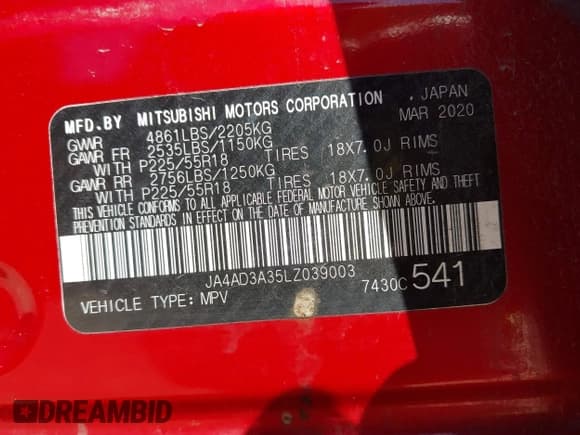 MFD.BY MITSUBISHI MOTORS CORPORATION , JAPAN
GWWR 4861LBS/2205KG MAR 2020
GAWR FR 2535LBS/1150KG
WITH P225/55R18 TIRES 18X7.0J RIMS
GAWR RR 2756LBS/1250KG
WITH P225/55R18 TIRES 18X7.0J RIMS
THIS VEHICLE CONFORMS TO ALL APPLICABLE FEDERAL MOTOR VEHICLE SAFETY AND THEFT
PREVENTION STANDARDS IN EFFECT ON THE DATE OF MANUFACTURE SHOWN ABOVE.
JA4AD3A35LZ039003
VEHICLE TYPE: MPV 7430C 541
DREAMBID